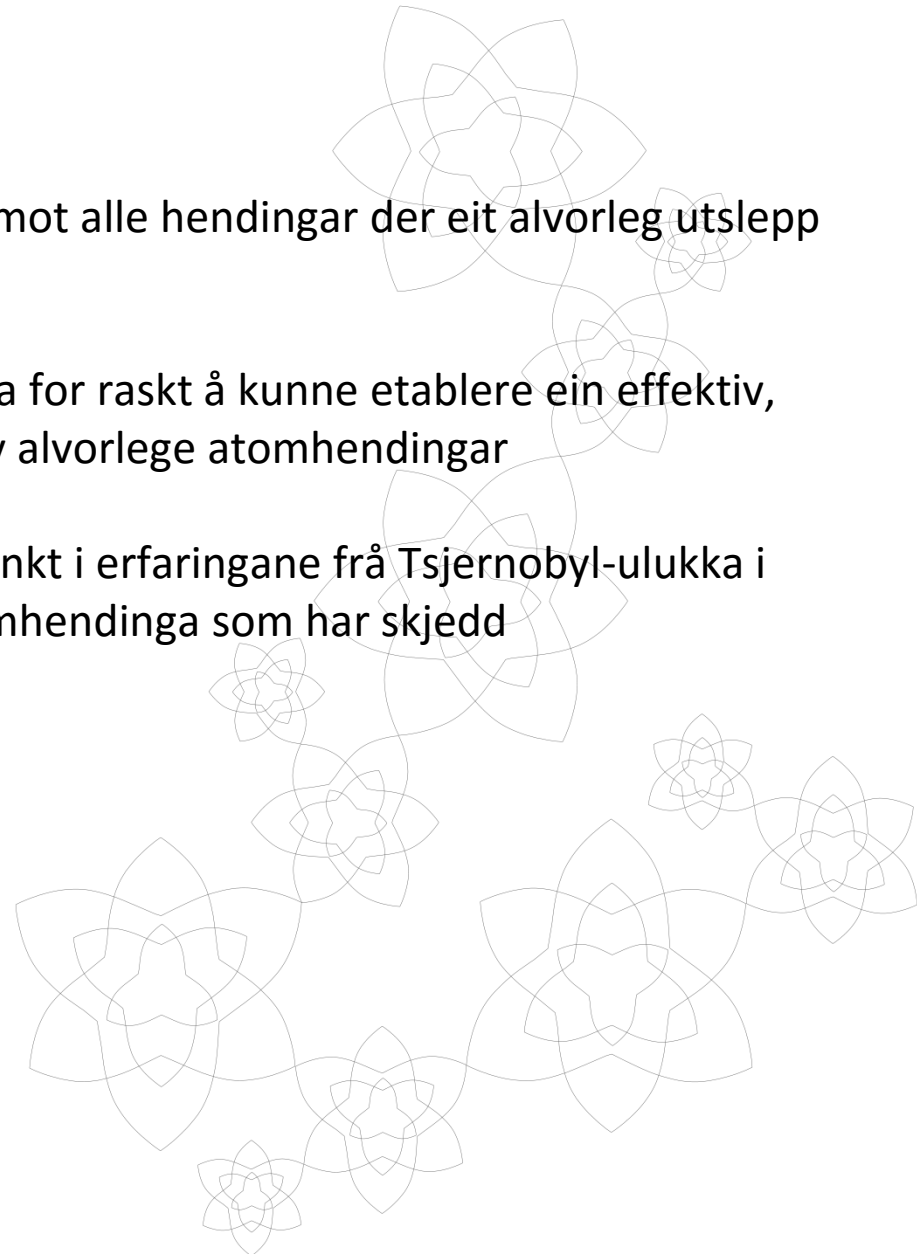 mot alle hendingar der eit alvorleg utslepp
a for raskt å kunne etablere ein effektiv,
v alvorlege atomhendingar
nkt i erfaringane frå Tsjernobyl-ulukka i
mhendinga som har skjedd